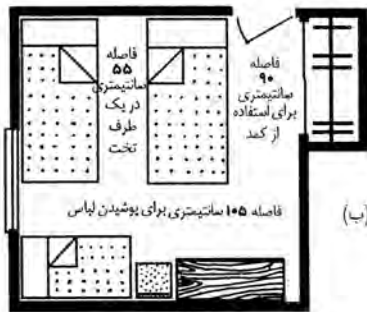 فاصله
۹۰
سانتیمتری
برای استفاده
از کمد
فاصله
۵۵
سانتیمتری
در یک
طرف
تخت
فاصله ۱۰۵ سانتیمتری برای پوشیدن لباس
(ب)